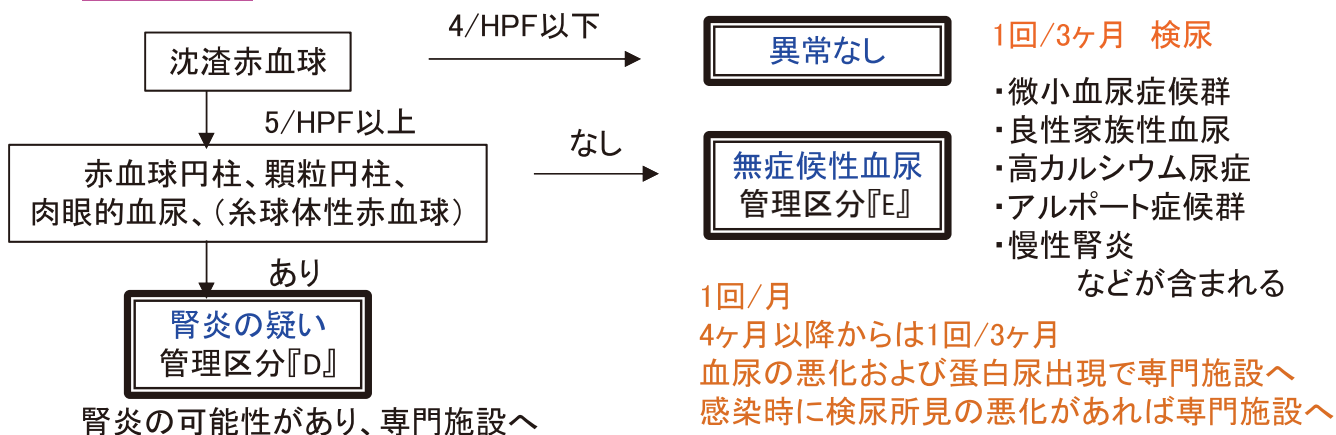 沈渣赤血球
4/HPF以下
異常なし
1回/3ヶ月　検尿
5/HPF以上
赤血球円柱、顆粒円柱、
肉眼的血尿、(糸球体性赤血球)
なし
無症候性血尿
管理区分『E』
・微小血尿症候群
・良性家族性血尿
・高カルシウム尿症
・アルポート症候群
・慢性腎炎
などが含まれる
あり
腎炎の疑い
管理区分『D』
腎炎の可能性があり、専門施設へ
1回/月
4ヶ月以降からは1回/3ヶ月
血尿の悪化および蛋白尿出現で専門施設へ
感染時に検尿所見の悪化があれば専門施設へ